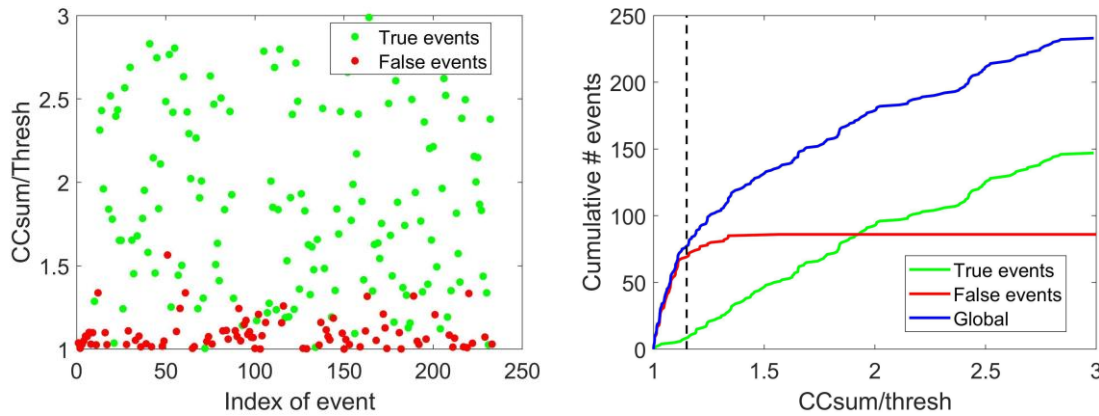 3
2.5
2
1.5
1
CCsum/Thresh
0 50 100 150 200 250
Index of event
True events
False events
250
200
150
100
50
0
Cumulative # events
1 1.5 2 2.5 3
CCsum/thresh
True events
False events
Global